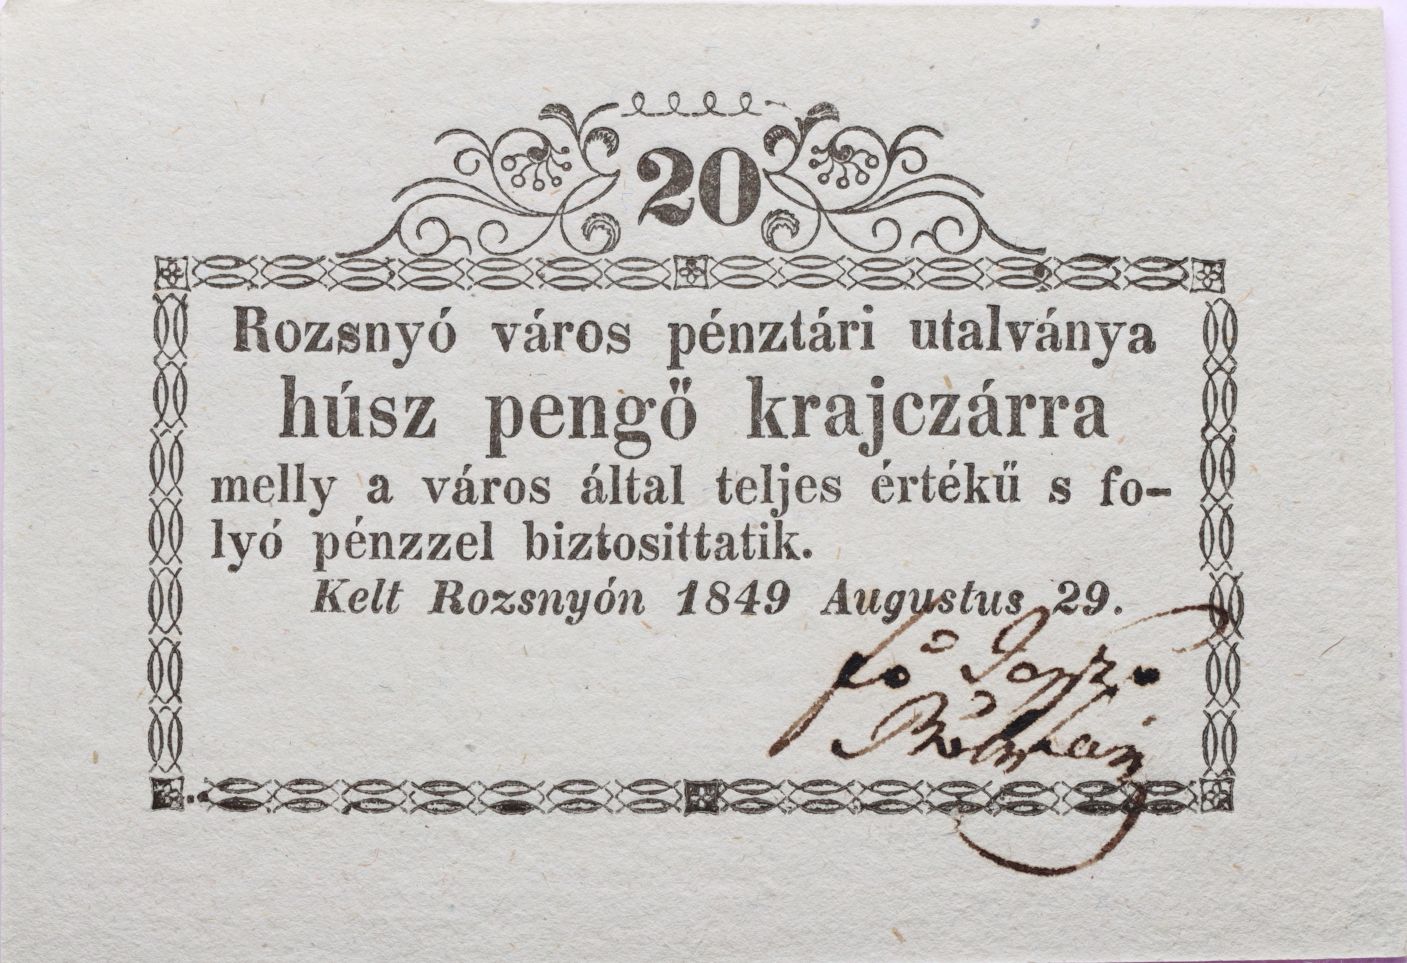 20
Rozsnyó város pénztári utalványa
húsz pengő krajczárra
melly a város által teljes értékü s fo-
lyó pénzzel biztosittatik.
Kelt Rozsnyón 1849 Augustus 29.